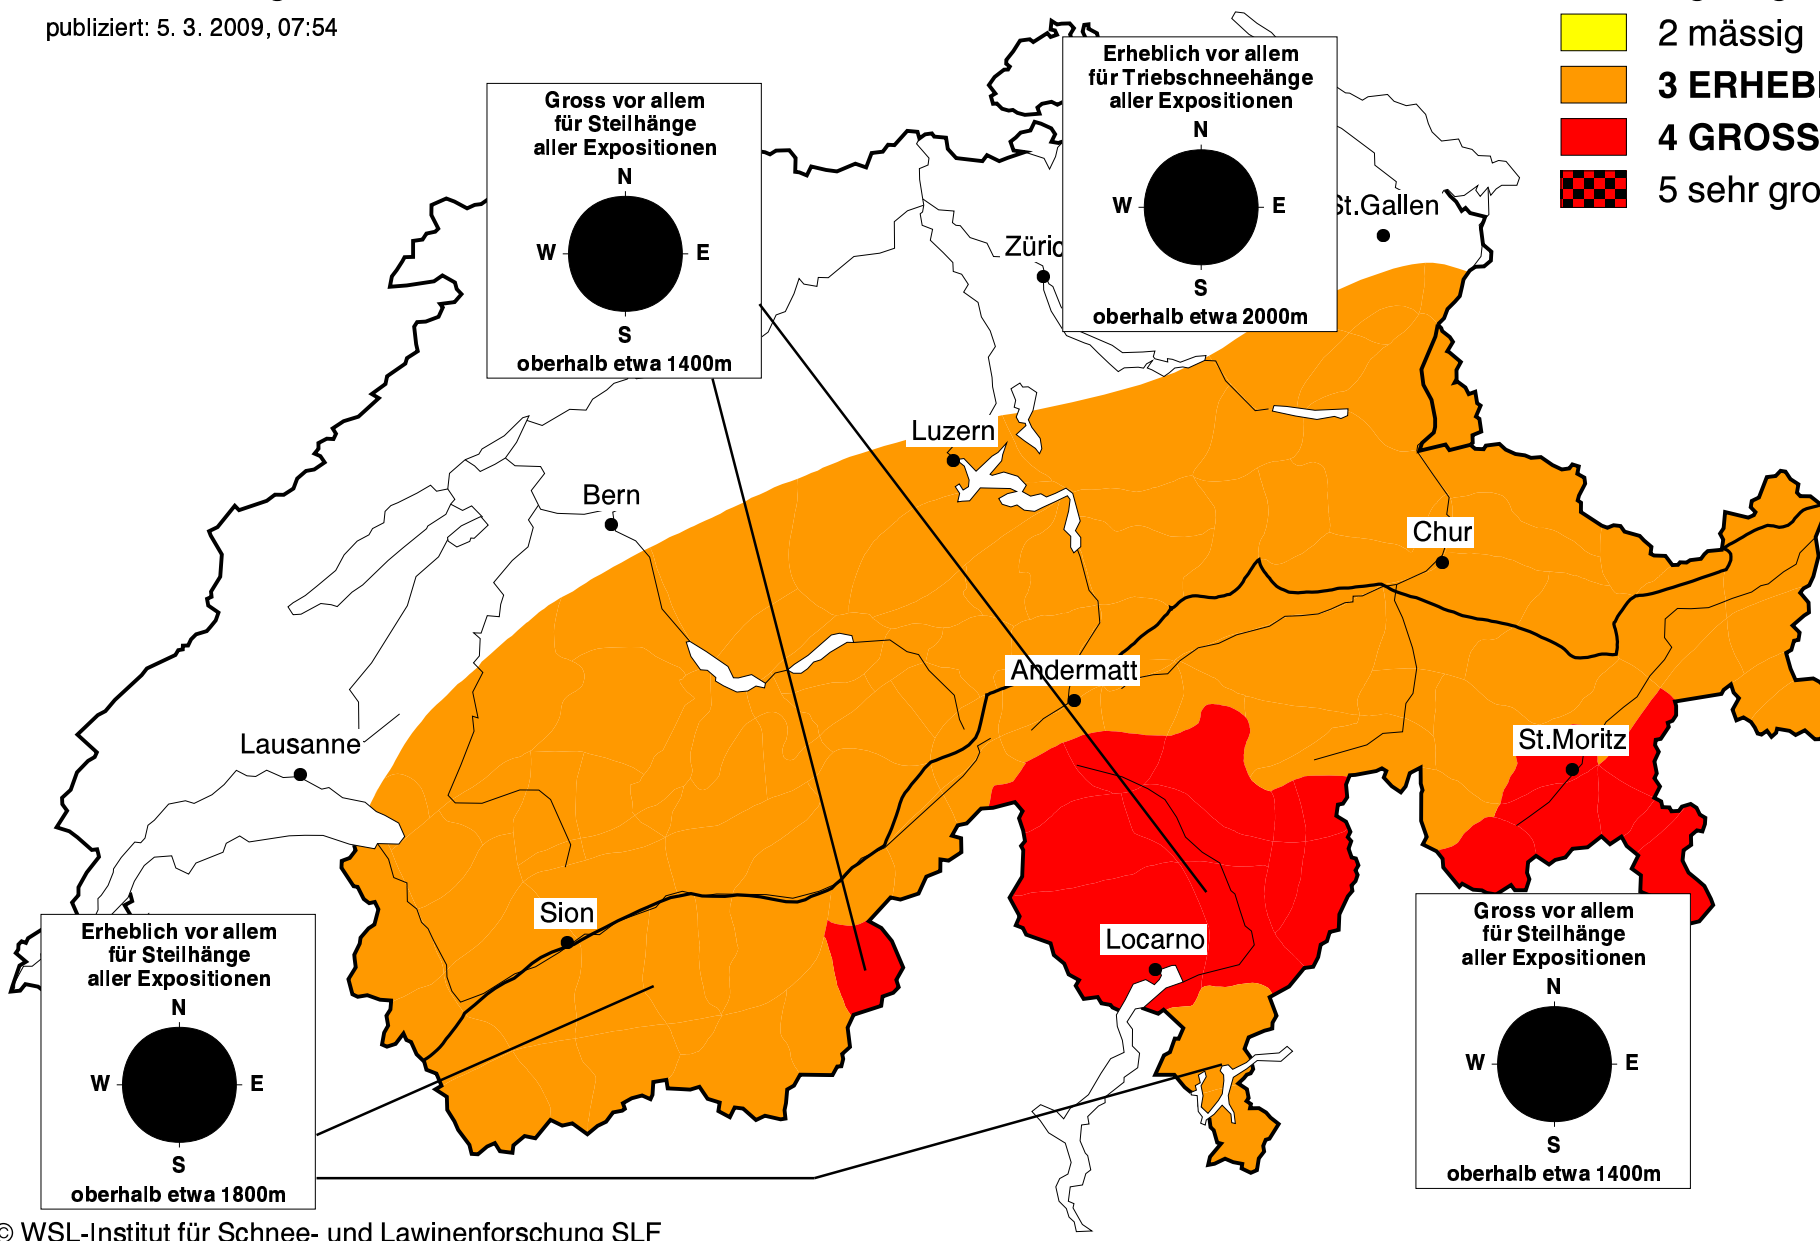 publiziert: 5. 3. 2009, 07:54
2 mässig
3 ERHEB
4 GROSS
5 sehr gro
Gross vor allem
für Steilhänge
aller Expositionen
N
W E
S
oberhalb etwa 1400m
Erheblich vor allem
für Triebschneehänge
aller Expositionen
N
W E
S
oberhalb etwa 2000m
St.Gallen
Züric
Luzern
Bern
Chur
Andermatt
Lausanne
St.Moritz
Sion
Locarno
Erheblich vor allem
für Steilhänge
aller Expositionen
N
W E
S
oberhalb etwa 1800m
Gross vor allem
für Steilhänge
aller Expositionen
N
W E
S
oberhalb etwa 1400m
© WSL-Institut für Schnee- und Lawinenforschung SLF